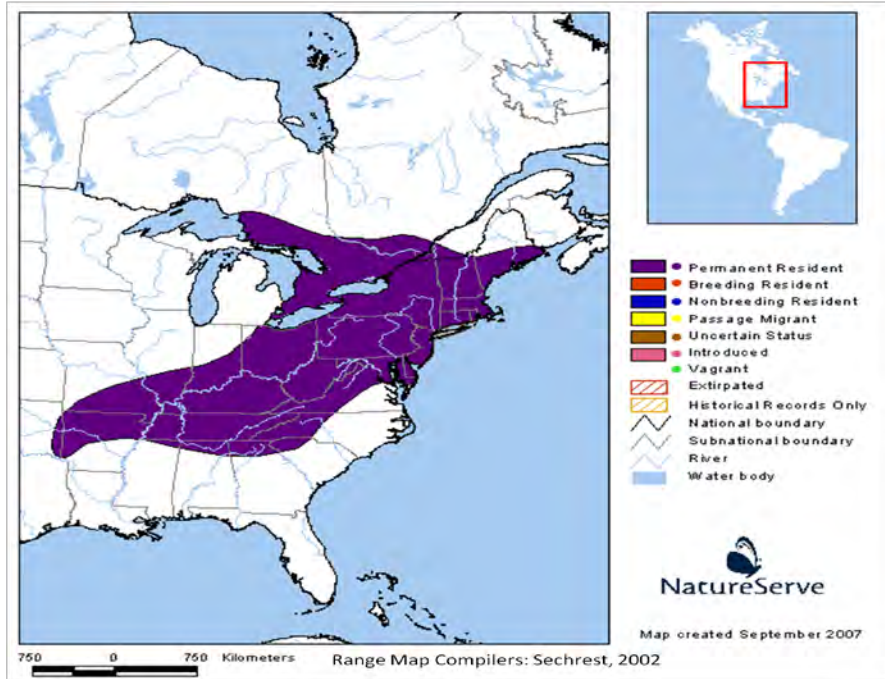 Permanent Resident
Breeding Resident
Nonbreeding Resident
Passage Migrant
Uncertain Status
Introduced
Vagrant
Extirpated
Historical Records Only
National boundary
Subnational boundary
River
Water body
NatureServe
Map created September 2007
750 0 750 Kilometers
Range Map Compilers: Sechrest, 2002